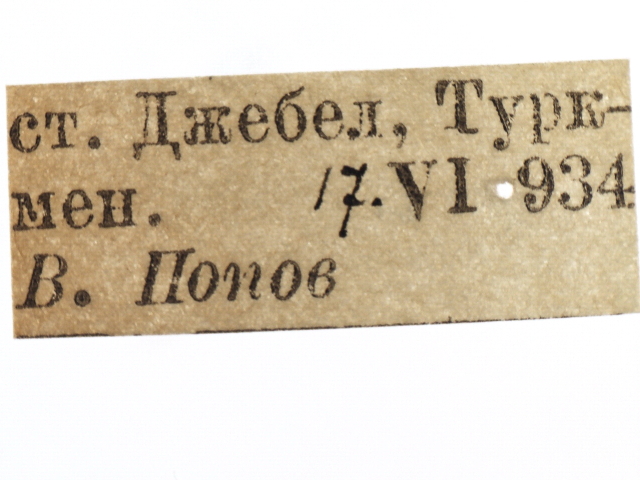 ст. Джебел, Турк-
мен. 17.VI 934
В. Попов